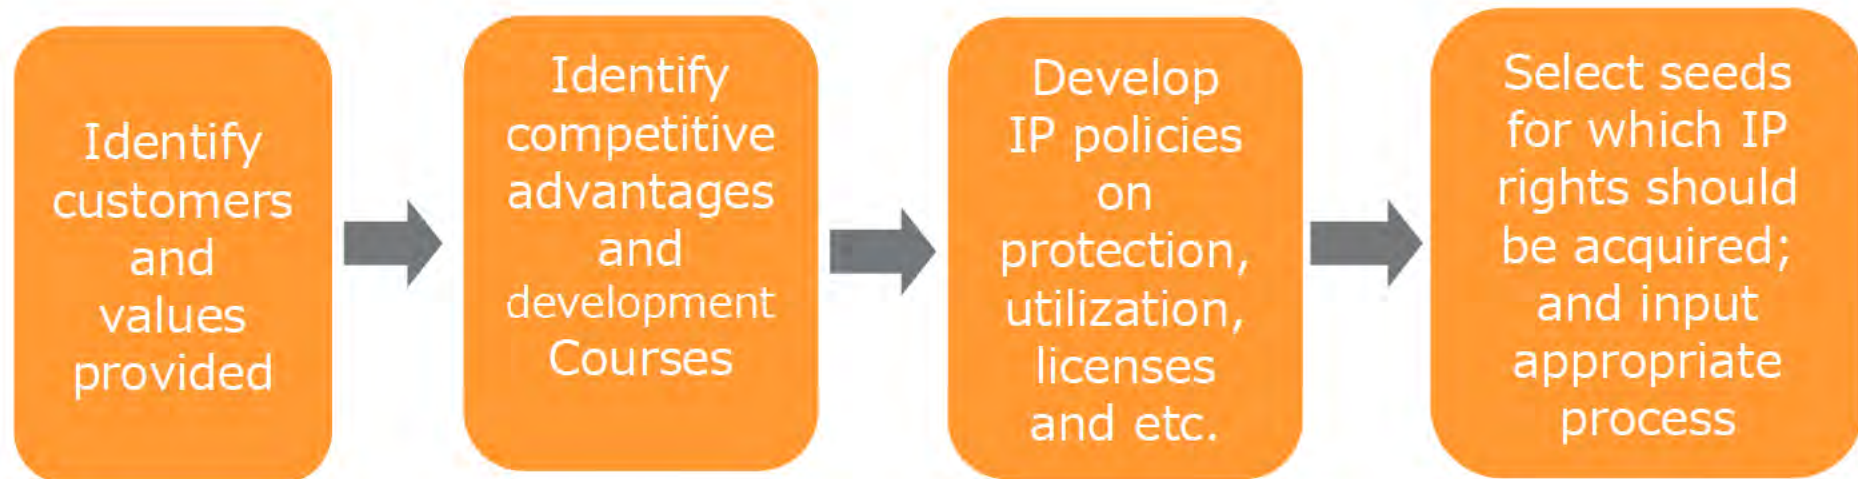 Identify
customers
and
values
provided
Identify
competitive
advantages
and
development
Courses
Develop
IP policies
on
protection,
utilization,
licenses
and etc.
Select seeds
for which IP
rights should
be acquired;
and input
appropriate
process